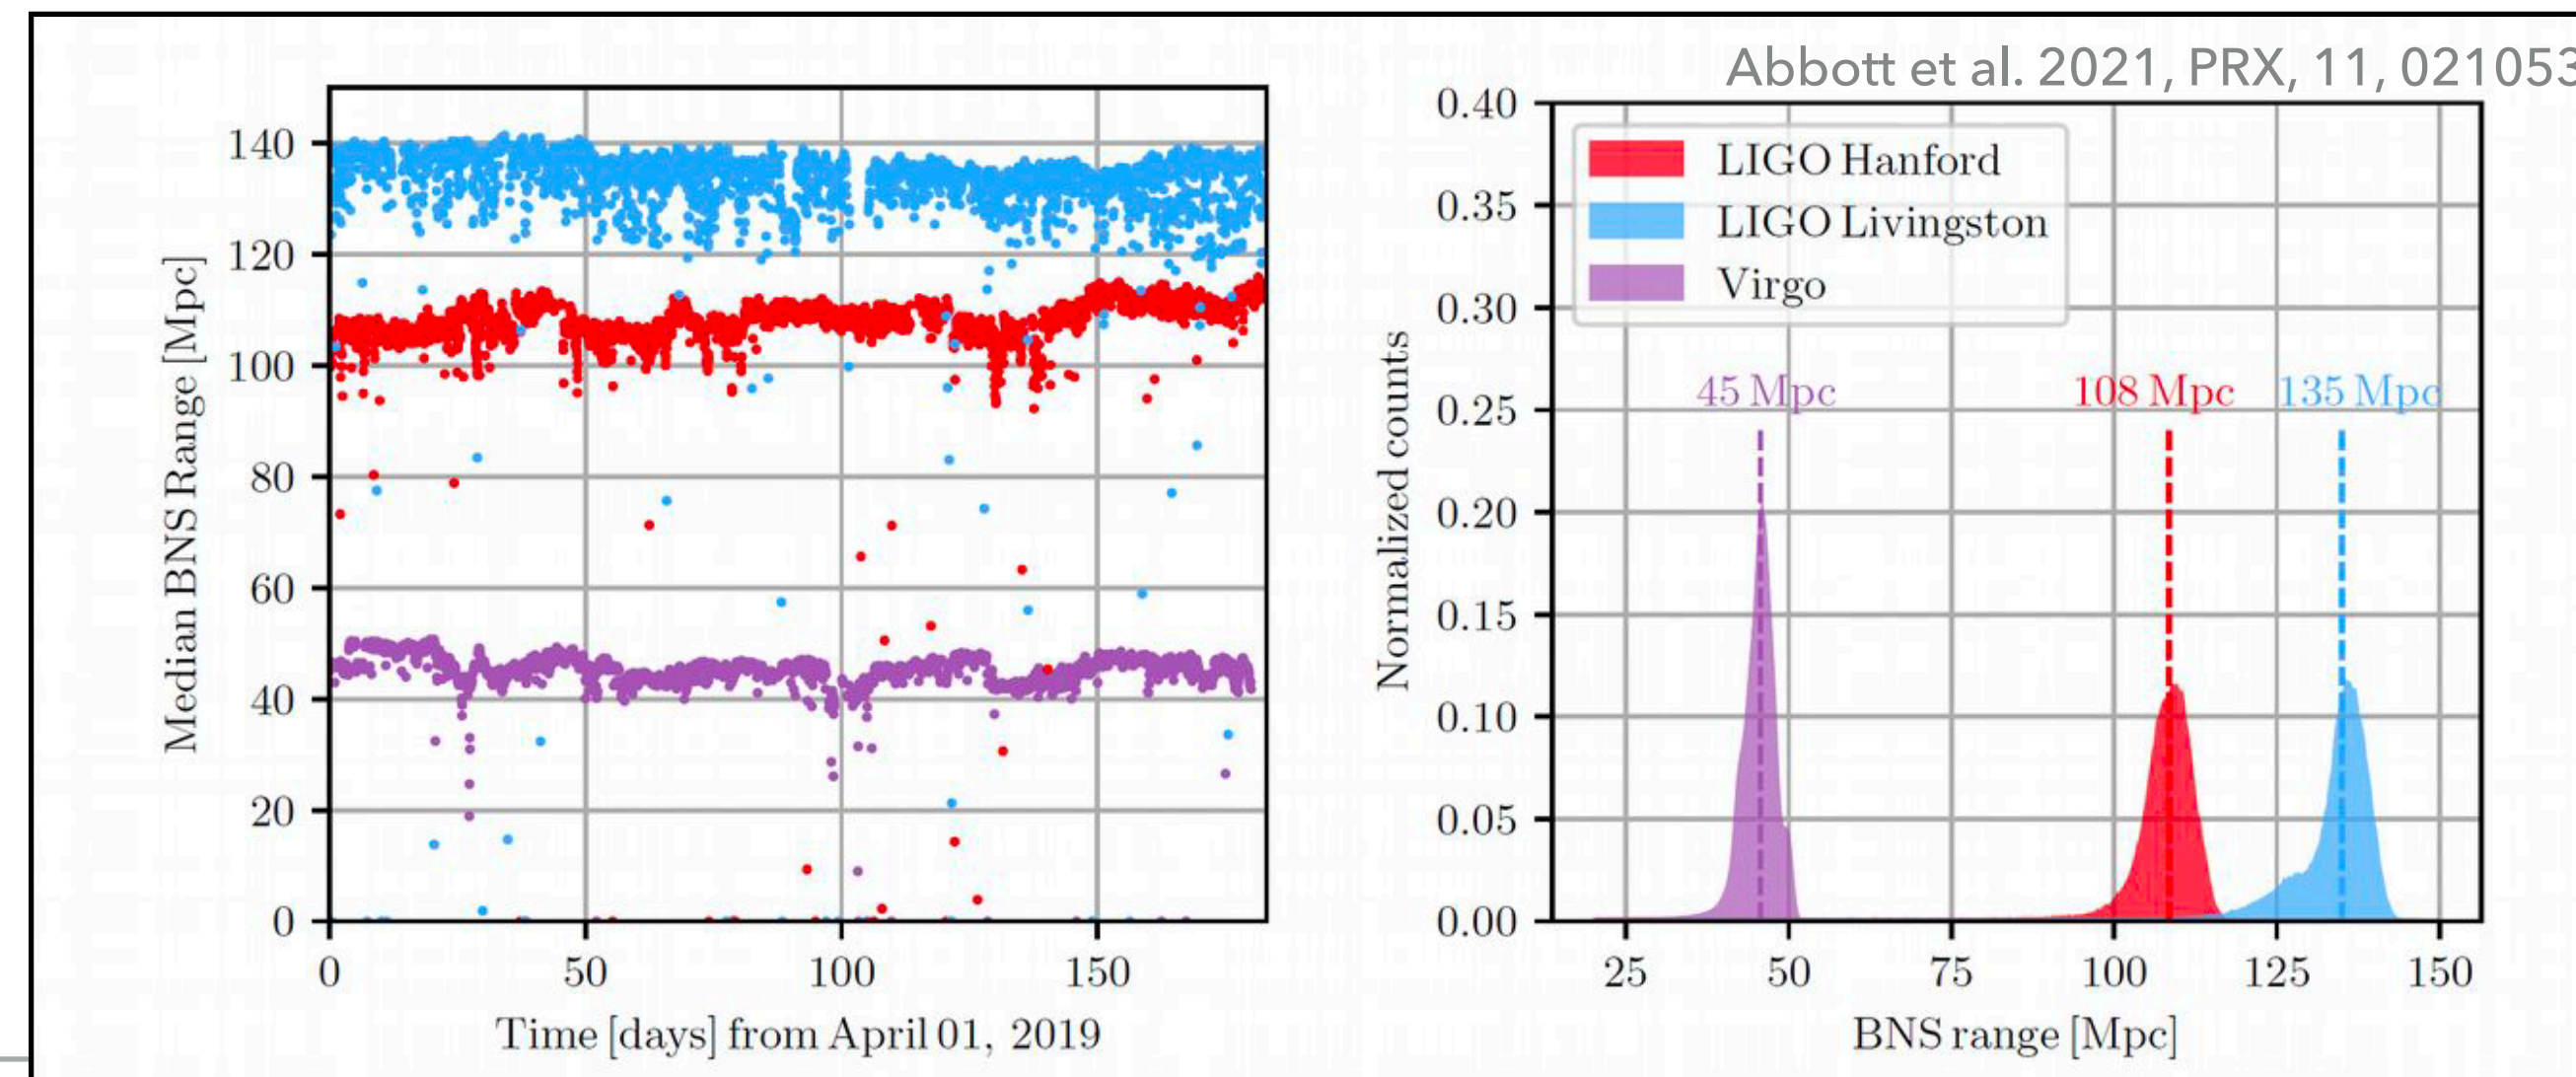 Abbott et al. 2021, PRX, 11, 021053
Median BNS Range [Mpc]
140
120
100
80
60
40
20
0
0 50 100 150
Time [days] from April 01, 2019
Normalized counts
0.40
0.35
0.30
0.25
0.20
0.15
0.10
0.05
0.00
LIGO Hanford
LIGO Livingston
Virgo
45 Mpc 108 Mpc 135 Mpc
25 50 75 100 125 150
BNS range [Mpc]